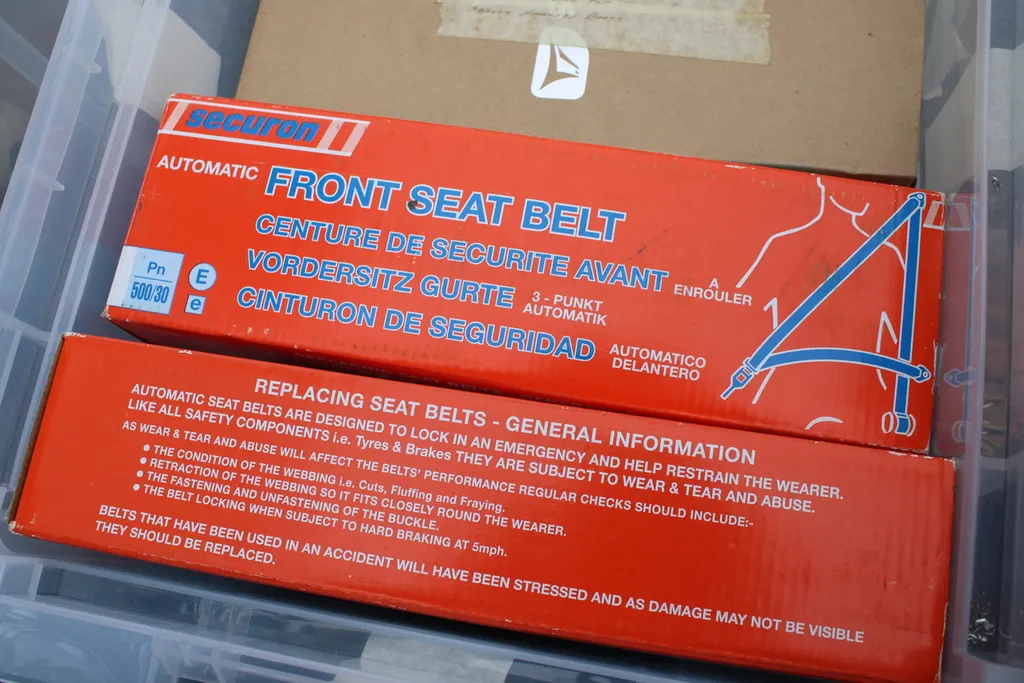 securon
AUTOMATIC FRONT SEAT BELT
CENTURE DE SECURITE AVANT A ENROULER
VORDERSITZ GURTE 3 - PUNKT AUTOMATIK
CINTURON DE SEGURIDAD AUTOMATICO DELANTERO
Pn
500/30
E
e
REPLACING SEAT BELTS - GENERAL INFORMATION
AUTOMATIC SEAT BELTS ARE DESIGNED TO LOCK IN AN EMERGENCY AND HELP RESTRAIN THE WEARER.
LIKE ALL SAFETY COMPONENTS i.e. Tyres & Brakes THEY ARE SUBJECT TO WEAR & TEAR AND ABUSE.
AS WEAR & TEAR AND ABUSE WILL AFFECT THE BELTS' PERFORMANCE REGULAR CHECKS SHOULD INCLUDE:-
● THE CONDITION OF THE WEBBING i.e. Cuts, Fluffing and Fraying.
● RETRACTION OF THE WEBBING SO IT FITS CLOSELY ROUND THE WEARER.
● THE FASTENING AND UNFASTENING OF THE BUCKLE.
● THE BELT LOCKING WHEN SUBJECT TO HARD BRAKING AT 5mph.
BELTS THAT HAVE BEEN USED IN AN ACCIDENT WILL HAVE BEEN STRESSED AND AS DAMAGE MAY NOT BE VISIBLE
THEY SHOULD BE REPLACED.